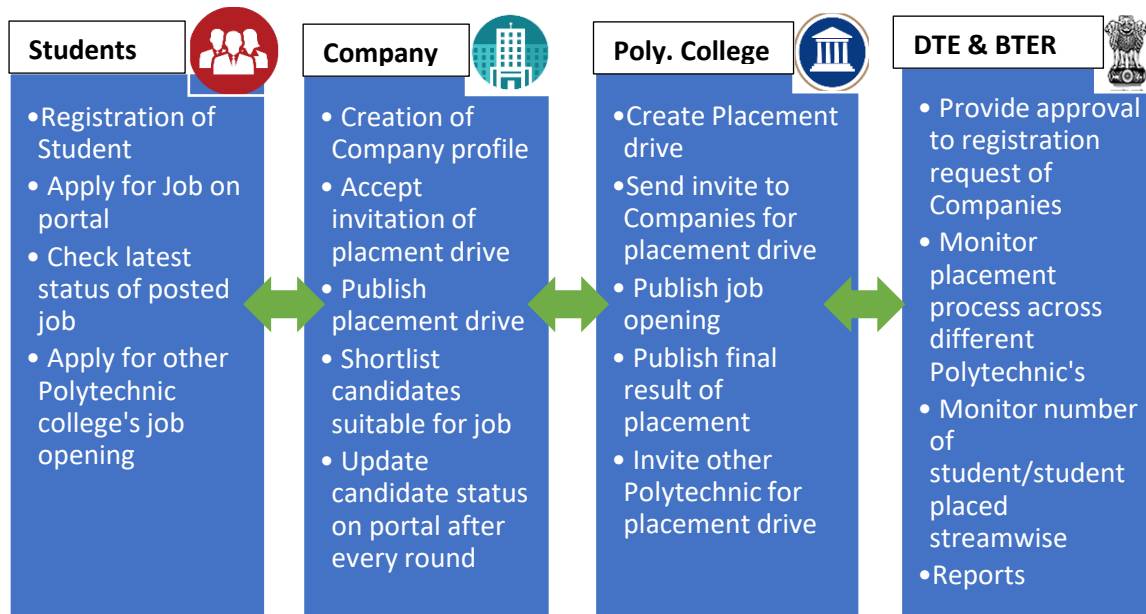 Students
•Registration of
Student
• Apply for Job on
portal
• Check latest
status of posted
job
• Apply for other
Polytechnic
college's job
opening
Company
• Creation of
Company profile
• Accept
invitation of
placment drive
• Publish
placement drive
• Shortlist
candidates
suitable for job
• Update
candidate status
on portal after
every round
Poly. College
•Create Placement
drive
•Send invite to
Companies for
placement drive
• Publish job
opening
• Publish final
result of
placement
• Invite other
Polytechnic for
placement drive
DTE & BTER
• Provide approval
to registration
request of
Companies
• Monitor
placement
process across
different
Polytechnic's
• Monitor number
of
student/student
placed
streamwise
•Reports